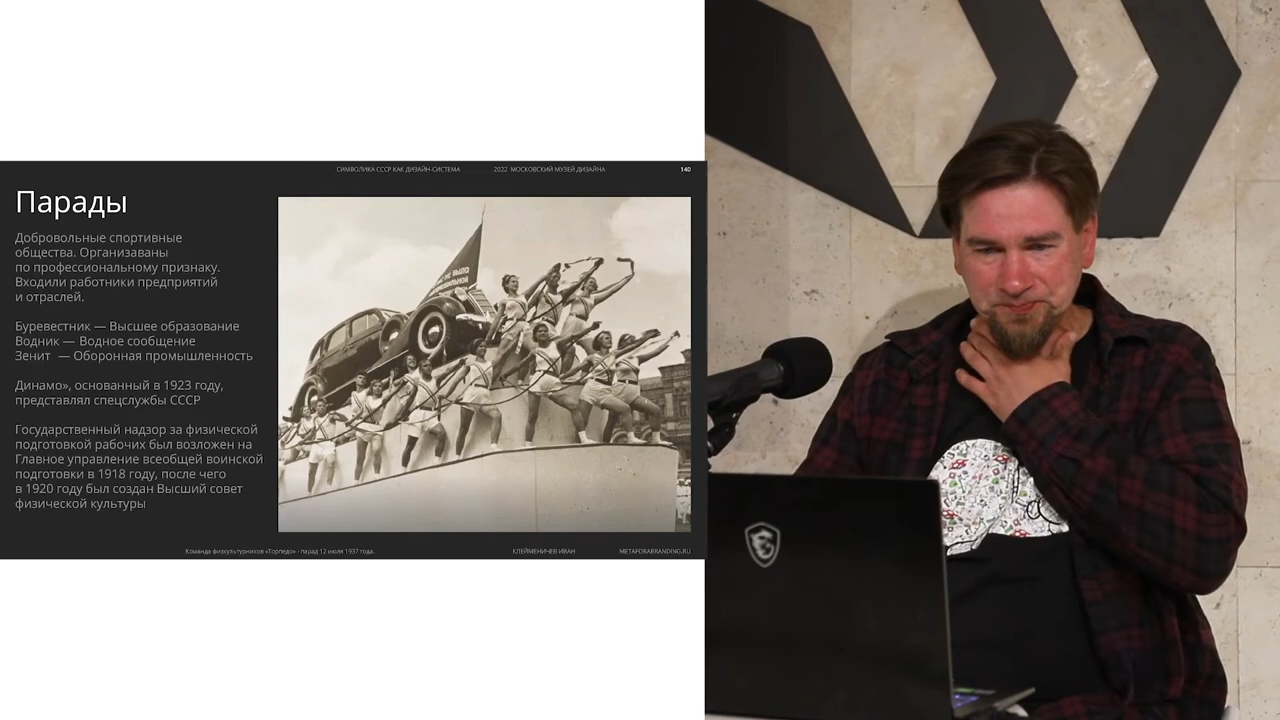 СИМВОЛИКА СССР КАК ДИЗАЙН-СИСТЕМА
2022 МОСКОВСКИЙ МУЗЕЙ ДИЗАЙНА
140
Парады
Добровольные спортивные
общества. Организаваны
по профессиональному признаку.
Входили работники предприятий
и отраслей.
Буревестник — Высшее образование
Водник — Водное сообщение
Зенит — Оборонная промышленность
Динамо», основанный в 1923 году,
представлял спецслужбы СССР
Государственный надзор за физической
подготовкой рабочих был возложен на
Главное управление всеобщей воинской
подготовки в 1918 году, после чего
в 1920 году был создан Высший совет
физической культуры
НЕ БЫЛО
Команда физкультурников «Торпедо» - парад 12 июля 1937 года.
КЛЕЙМЕНИЧЕВ ИВАН
METAFORABRANDING.RU